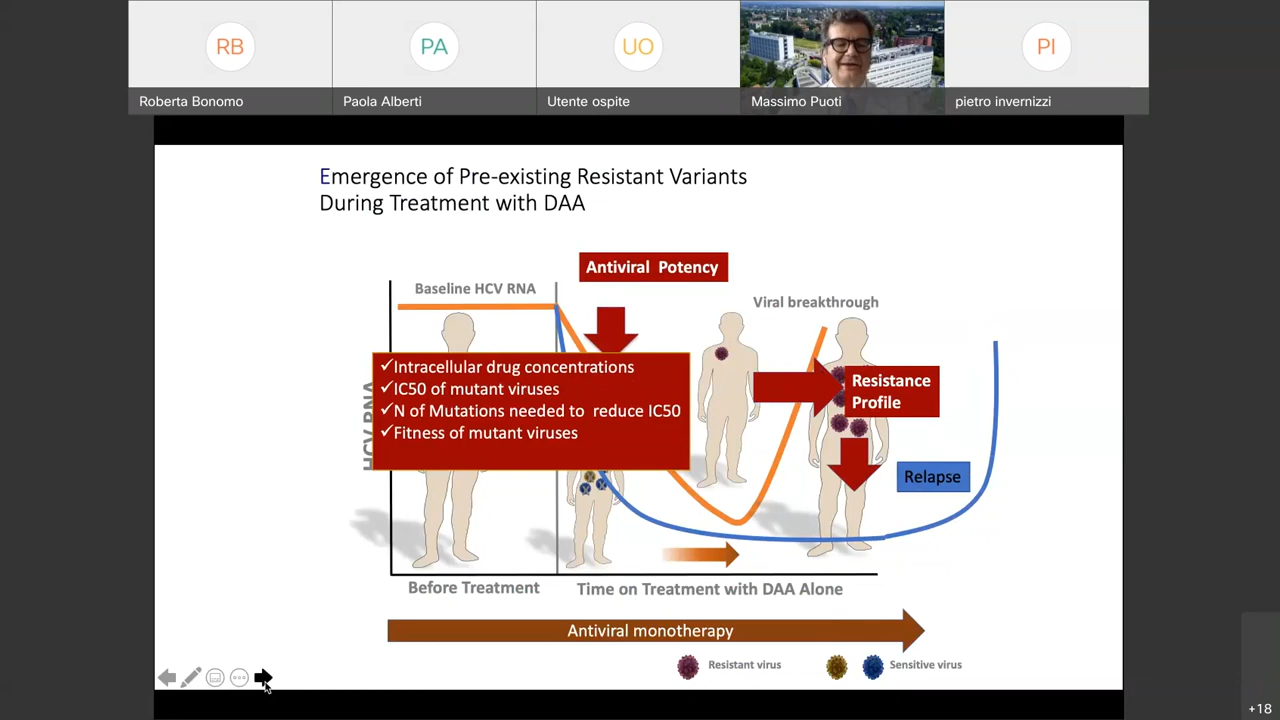 RB
PA
UO
PI
Roberta Bonomo
Paola Alberti
Utente ospite
Massimo Puoti
pietro invernizzi
Emergence of Pre-existing Resistant Variants
During Treatment with DAA
Antiviral Potency
Baseline HCV RNA
Viral breakthrough
✓Intracellular drug concentrations
✓IC50 of mutant viruses
✓N of Mutations needed to reduce IC50
✓Fitness of mutant viruses
HCV RNA
Resistance
Profile
Relapse
Before Treatment
Time on Treatment with DAA Alone
Antiviral monotherapy
Resistant virus
Sensitive virus
+18